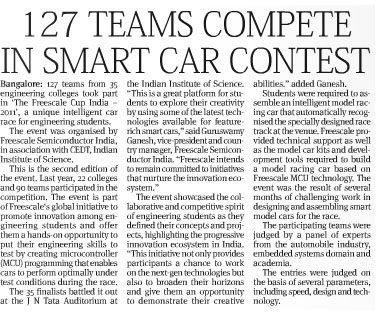 127 TEAMS COMPETE
IN SMART CAR CONTEST
Bangalore: 127 teams from 35
engineering colleges took part
in 'The Freescale Cup India –
2011', a unique intelligent car
race for engineering students.
The event was organised by
Freescale Semiconductor India,
in association with CEDT, Indian
Institute of Science.
This is the second edition of
the event. Last year, 22 colleges
and 90 teams participated in the
competition. The event is part
of Freescale's global initiative to
promote innovation among en-
gineering students and offer
them a hands-on opportunity to
put their engineering skills to
test by creating microcontroller
(MCU) programming that enables
cars to perform optimally under
test conditions during the race.
The 35 finalists battled it out
at the J N Tata Auditorium at
the Indian Institute of Science.
"This is a great platform for stu-
dents to explore their creativity
by using some of the latest tech-
nologies available for feature-
rich smart cars," said Guruswamy
Ganesh, vice-president and coun-
try manager, Freescale Semicon-
ductor India. "Freescale intends
to remain committed to initiatives
that nurture the innovation eco-
system."
The event showcased the col-
laborative and competitive spirit
of engineering students as they
defined their concepts and proj-
ects, highlighting the progressive
innovation ecosystem in India.
"This initiative not only provides
participants a chance to work
on the next-gen technologies but
also to broaden their horizons
and give them an opportunity
to demonstrate their creative
abilities," added Ganesh.
Students were required to as-
semble an intelligent model rac-
ing car that automatically recog-
nised the specially designed race
track at the venue. Freescale pro-
vided technical support as well
as the model car kits and devel-
opment tools required to build
a model racing car based on
Freescale MCU technology. The
event was the result of several
months of challenging work in
designing and assembling smart
model cars for the race.
The participating teams were
judged by a panel of experts
from the automobile industry,
embedded systems domain and
academia.
The entries were judged on
the basis of several parameters,
including speed, design and tech-
nology.